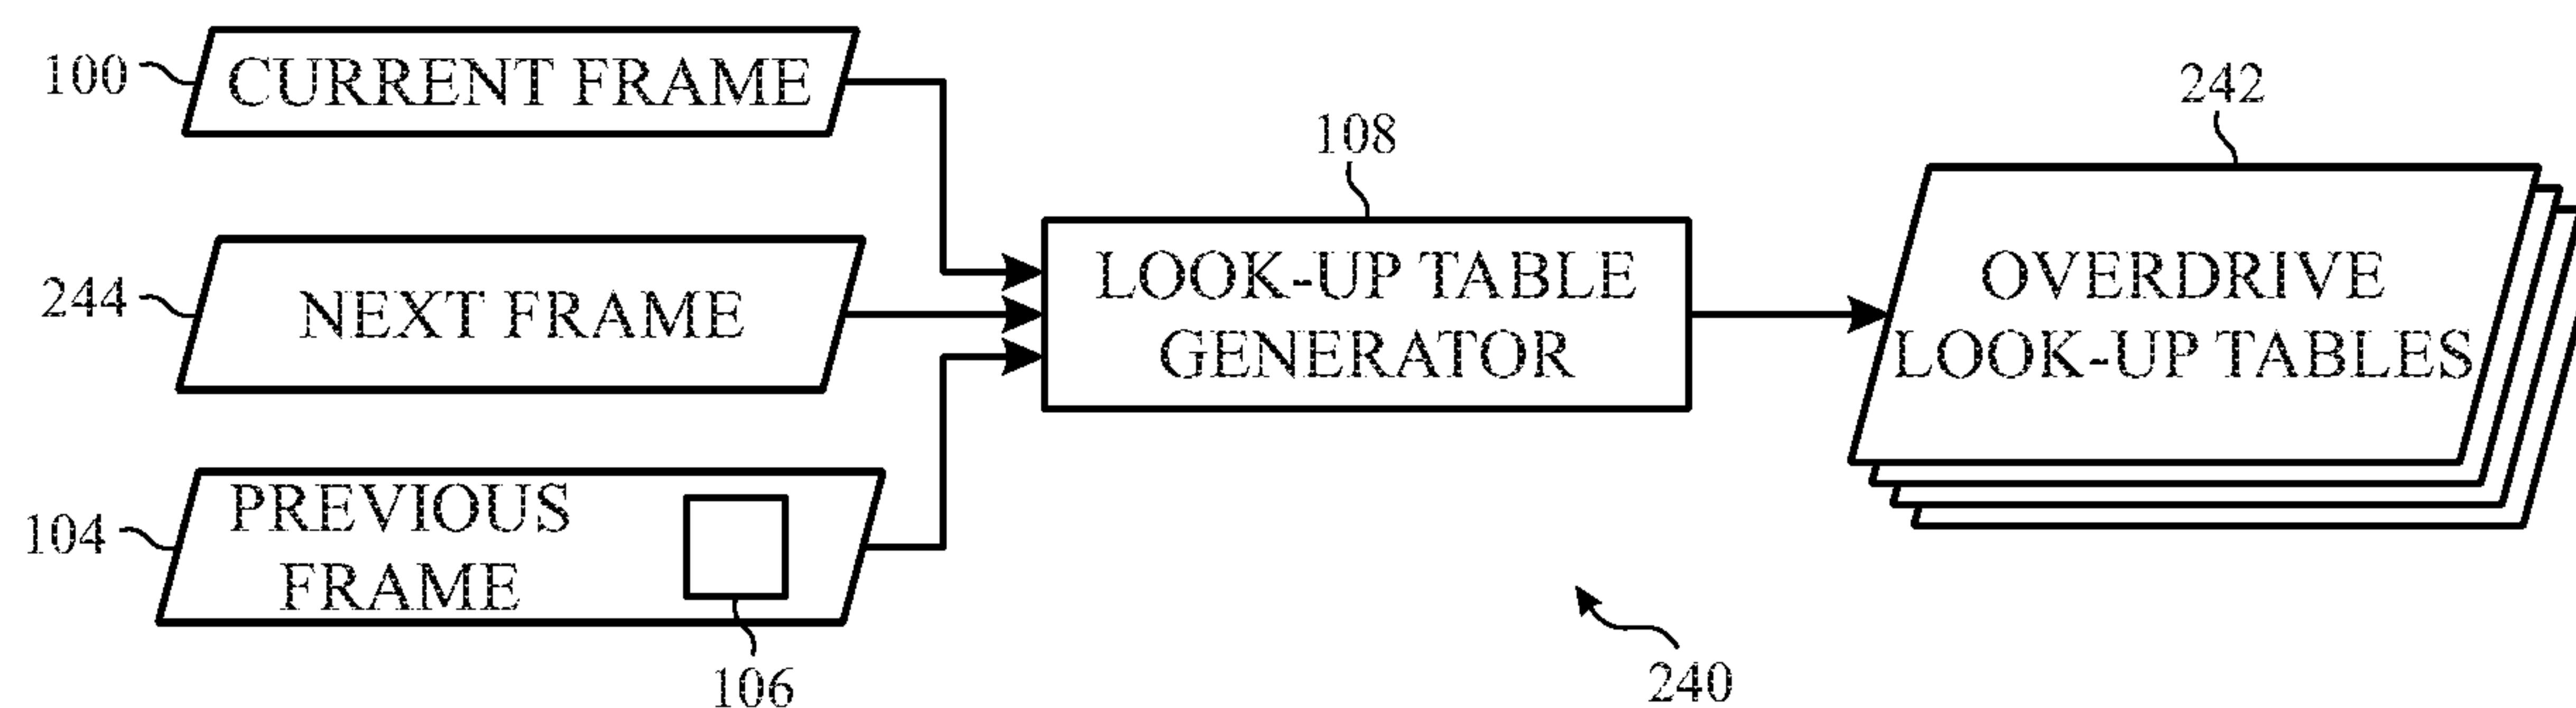 100
CURRENT FRAME
244
NEXT FRAME
104
PREVIOUS
FRAME
106
108
LOOK-UP TABLE
GENERATOR
242
OVERDRIVE
LOOK-UP TABLES
240